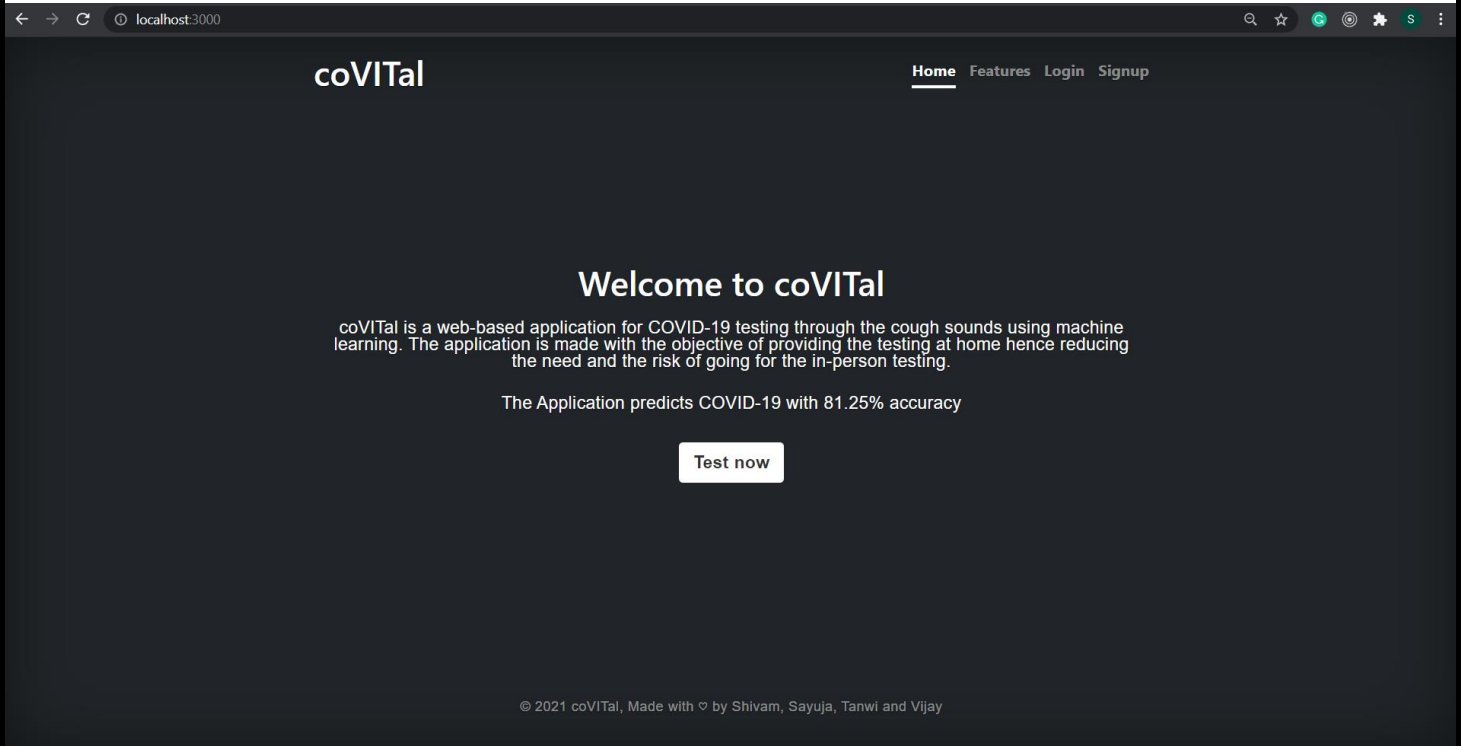 localhost:3000
G
S
coVITal
Home Features Login Signup
Welcome to coVITal
coVITal is a web-based application for COVID-19 testing through the cough sounds using machine
learning. The application is made with the objective of providing the testing at home hence reducing
the need and the risk of going for the in-person testing.
The Application predicts COVID-19 with 81.25% accuracy
Test now
© 2021 coVITal, Made with ♡ by Shivam, Sayuja, Tanwi and Vijay